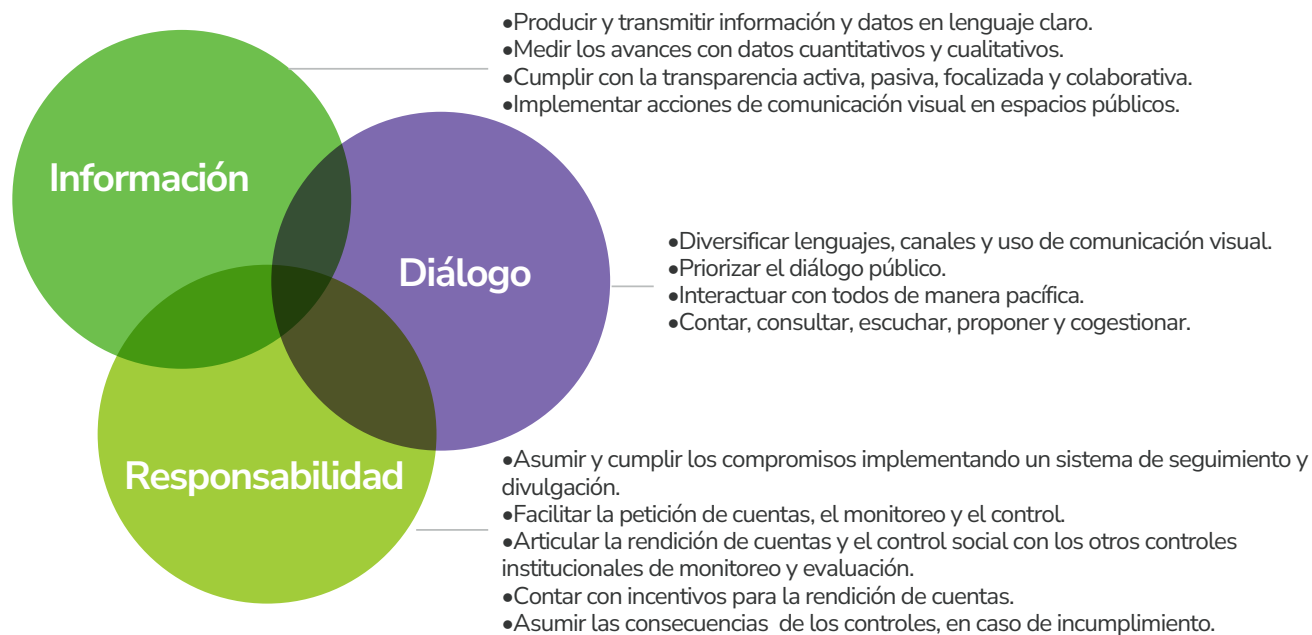 •Producir y transmitir información y datos en lenguaje claro.
•Medir los avances con datos cuantitativos y cualitativos.
•Cumplir con la transparencia activa, pasiva, focalizada y colaborativa.
•Implementar acciones de comunicación visual en espacios públicos.
Información
•Diversificar lenguajes, canales y uso de comunicación visual.
•Priorizar el diálogo público.
•Interactuar con todos de manera pacífica.
•Contar, consultar, escuchar, proponer y cogestionar.
Diálogo
•Asumir y cumplir los compromisos implementando un sistema de seguimiento y
divulgación.
•Facilitar la petición de cuentas, el monitoreo y el control.
•Articular la rendición de cuentas y el control social con los otros controles
institucionales de monitoreo y evaluación.
•Contar con incentivos para la rendición de cuentas.
•Asumir las consecuencias  de los controles, en caso de incumplimiento.
Responsabilidad